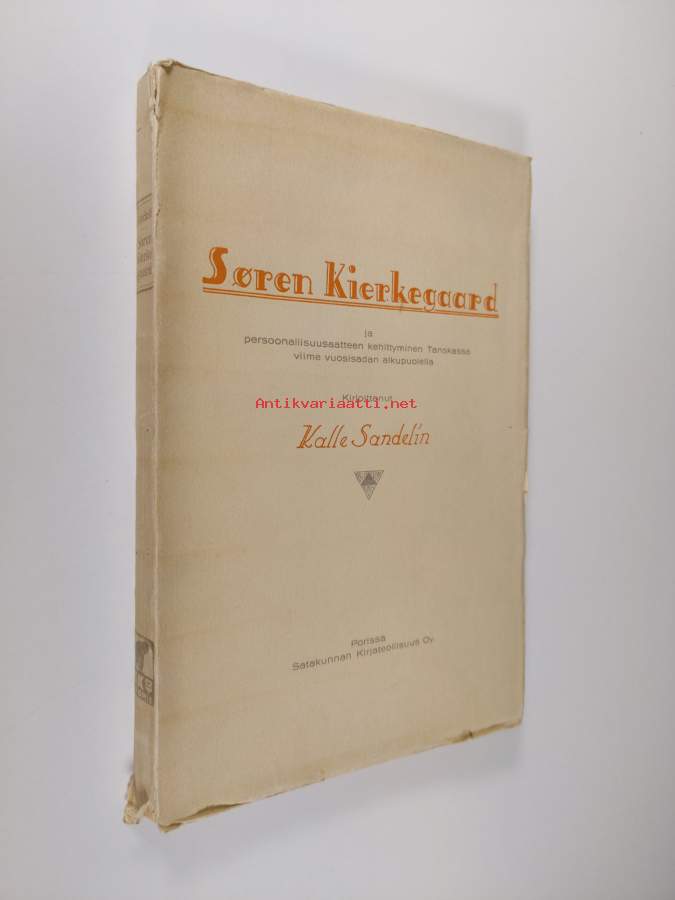 Søren Kierkegaard
ja
persoonallisuusaatteen kehittyminen Tanskassa
viime vuosisadan alkupuolella
Kirjoittanut
Antikvariaatti.net
Kalle Sandelin
Porissa
Satakunnan Kirjateollisuus Oy.